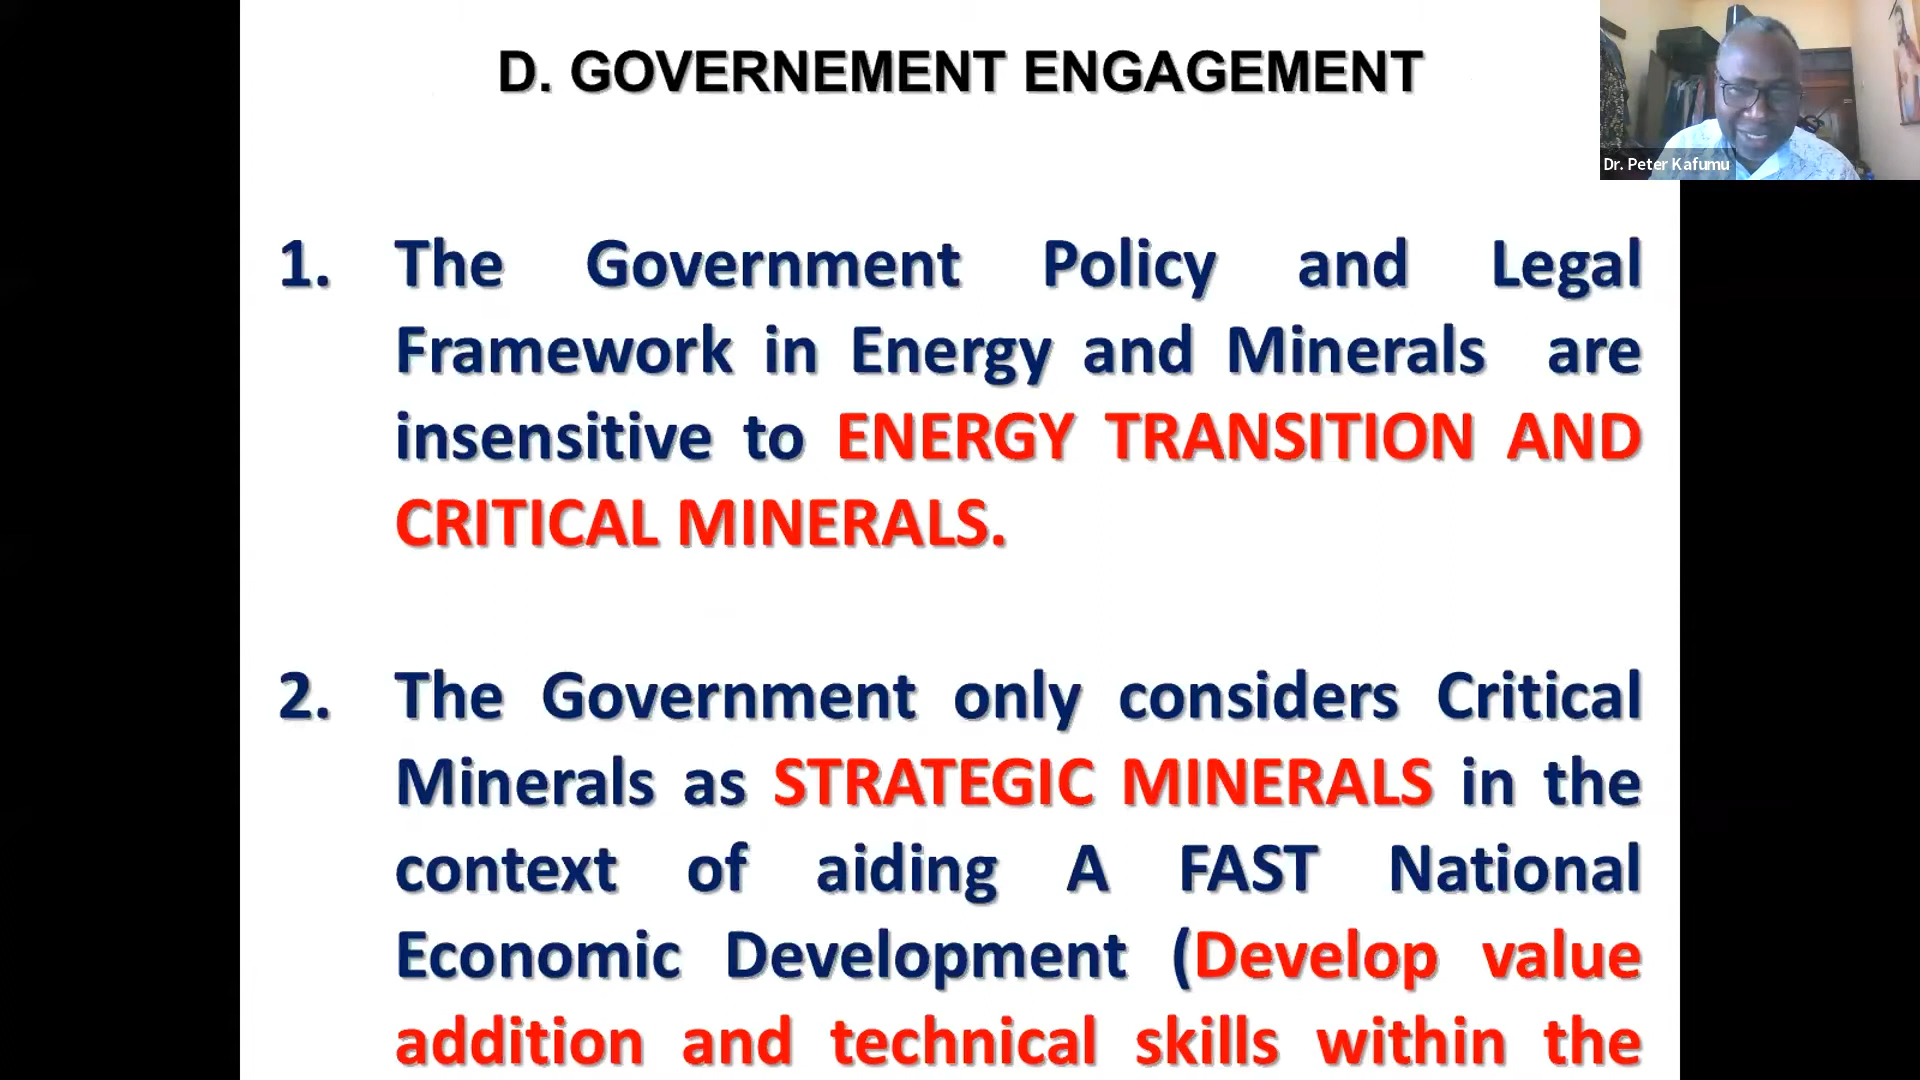 D. GOVERNEMENT ENGAGEMENT
Dr. Peter Kafumu
1. The Government Policy and Legal
Framework in Energy and Minerals are
insensitive to ENERGY TRANSITION AND
CRITICAL MINERALS.
2. The Government only considers Critical
Minerals as STRATEGIC MINERALS in the
context of aiding A FAST National
Economic Development (Develop value
addition and technical skills within the